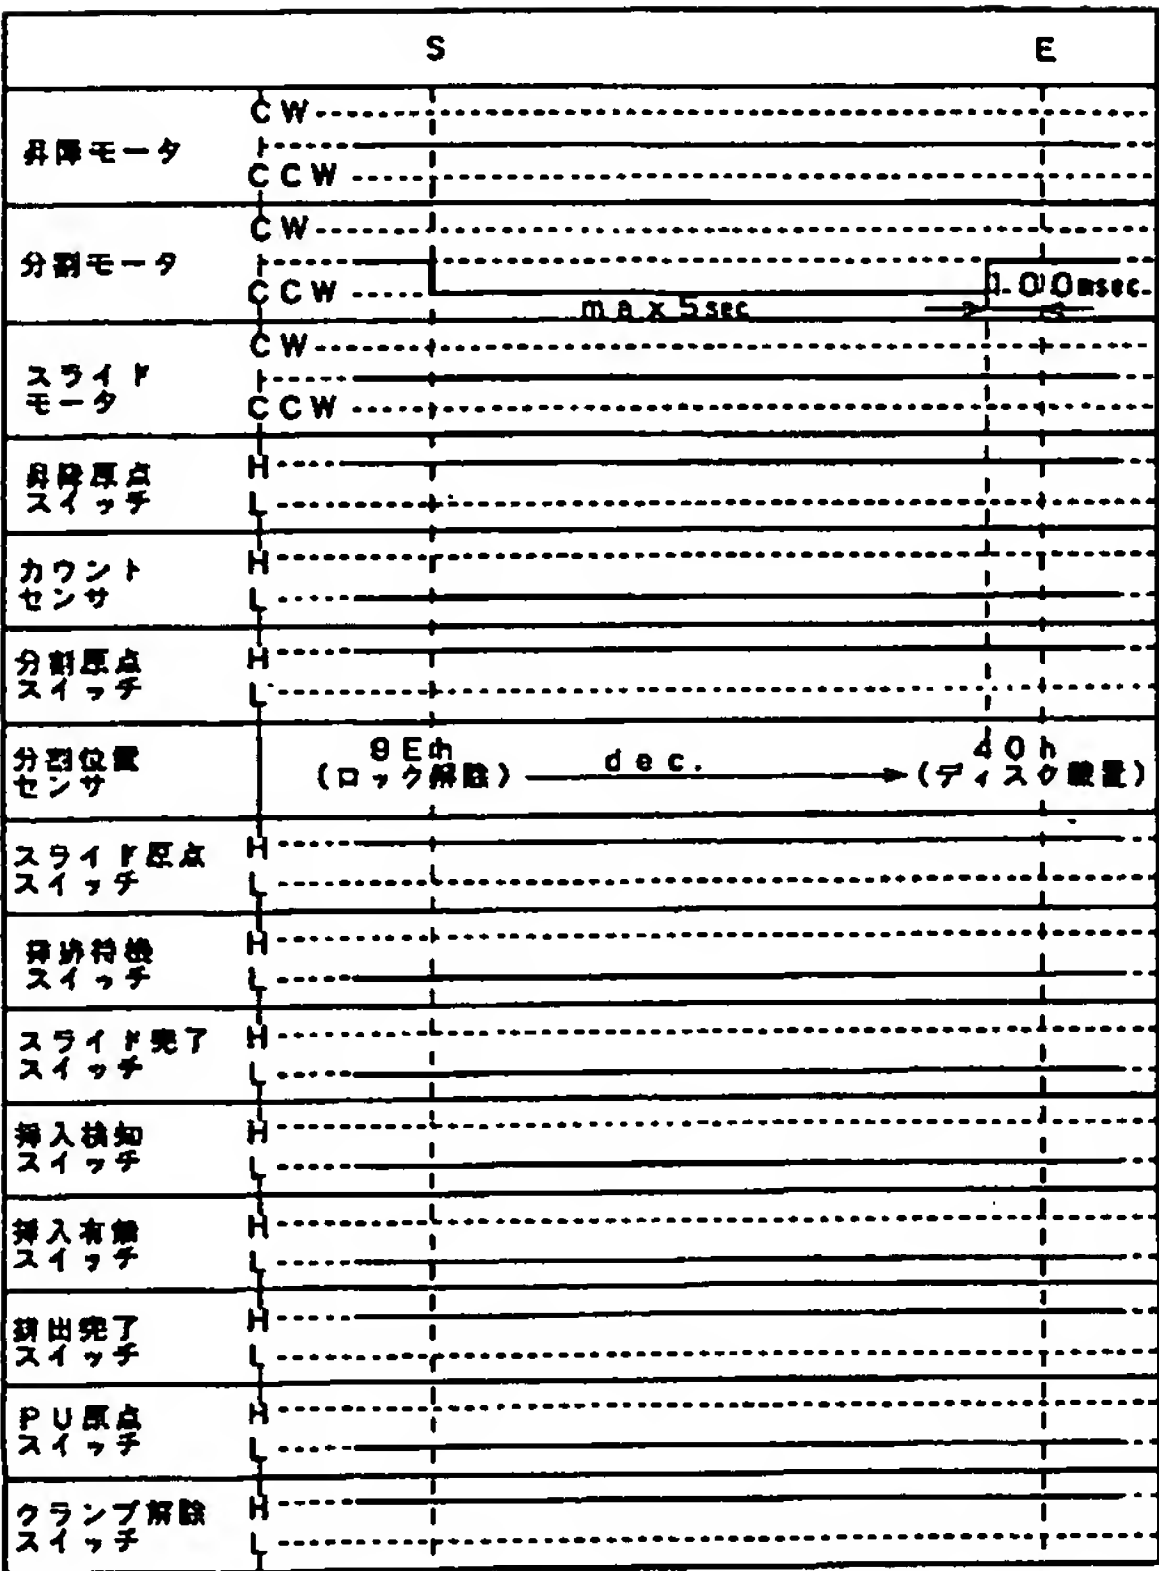 S
E
昇降モータ
CW
CCW
分割モータ
CW
CCW
max5sec
100msec.
スライド
モータ
CW
CCW
昇降原点
スイッチ
H
L
カウント
センサ
H
L
分割原点
スイッチ
H
L
分割位置
センサ
(ロック解除)
dec.
40h
(ディスク載置)
スライド原点
スイッチ
H
L
待機
スイッチ
H
L
スライド完了
スイッチ
H
L
挿入検知
スイッチ
H
L
挿入有無
スイッチ
H
L
排出完了
スイッチ
H
L
PU原点
スイッチ
H
L
クランプ解除
スイッチ
H
L